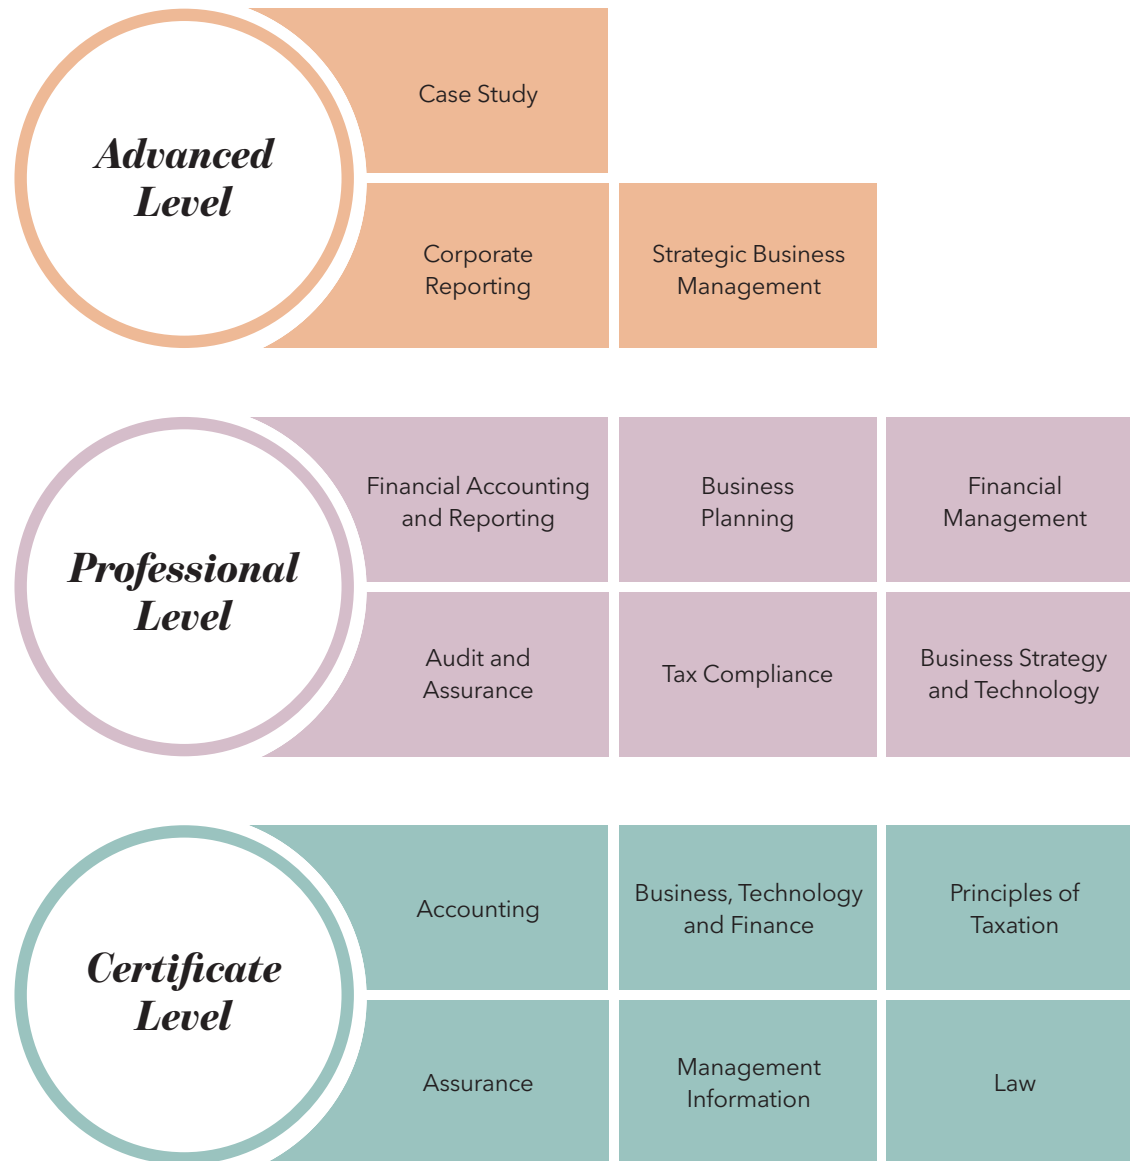 Advanced
Level
Case Study
Corporate
Reporting
Strategic Business
Management
Professional
Level
Financial Accounting
and Reporting
Business
Planning
Financial
Management
Audit and
Assurance
Tax Compliance
Business Strategy
and Technology
Certificate
Level
Accounting
Business, Technology
and Finance
Principles of
Taxation
Assurance
Management
Information
Law